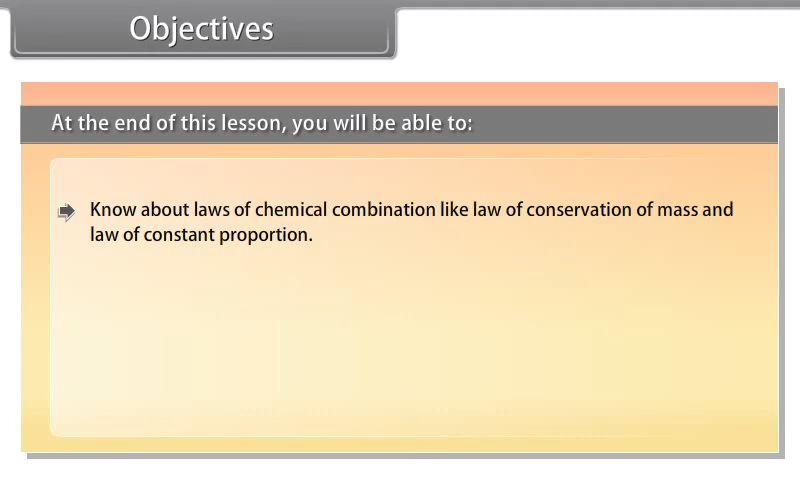 Objectives
At the end of this lesson, you will be able to:
Know about laws of chemical combination like law of conservation of mass and
law of constant proportion.